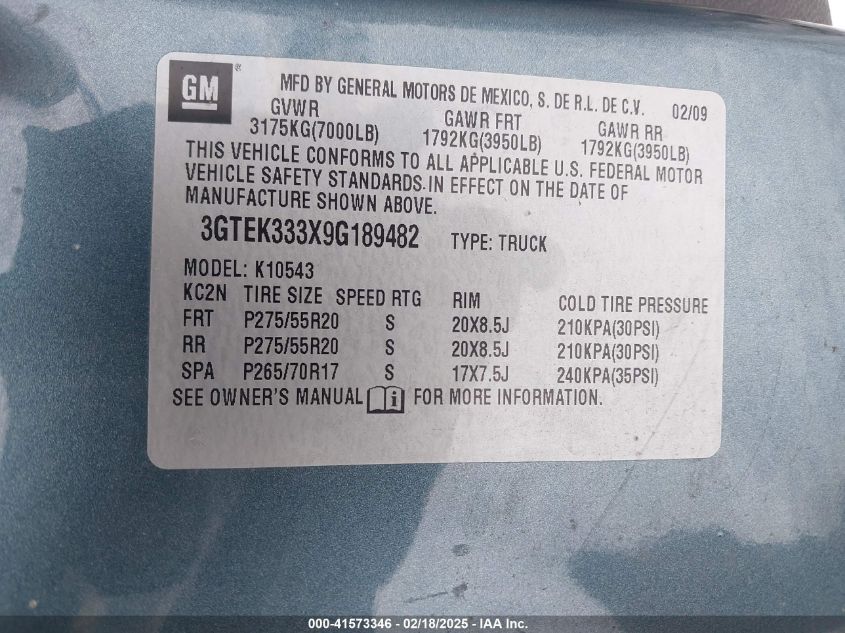 GM ®
MFD BY GENERAL MOTORS DE MEXICO, S. DE R.L. DE C.V. 02/09
GVWR GAWR FRT GAWR RR
3175KG(7000LB) 1792KG(3950LB) 1792KG(3950LB)
THIS VEHICLE CONFORMS TO ALL APPLICABLE U.S. FEDERAL MOTOR
VEHICLE SAFETY STANDARDS.IN EFFECT ON THE DATE OF
MANUFACTURE SHOWN ABOVE.
3GTEK333X9G189482 TYPE: TRUCK
MODEL: K10543
KC2N TIRE SIZE SPEED RTG RIM COLD TIRE PRESSURE
FRT P275/55R20 S 20X8.5J 210KPA(30PSI)
RR P275/55R20 S 20X8.5J 210KPA(30PSI)
SPA P265/70R17 S 17X7.5J 240KPA(35PSI)
SEE OWNER'S MANUAL i FOR MORE INFORMATION.
000-41573346 - 02/18/2025 - IAAI.COM